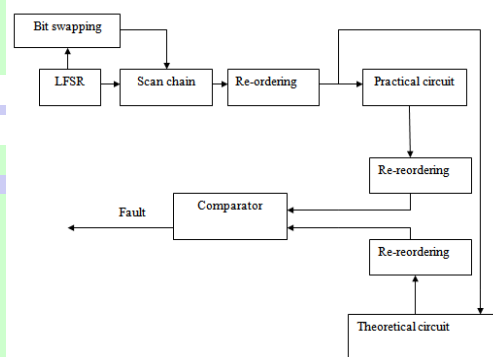 Bit swapping
LFSR
Scan chain
Re-ordering
Practical circuit
Re-reordering
Comparator
Fault
Re-reordering
Theoretical circuit